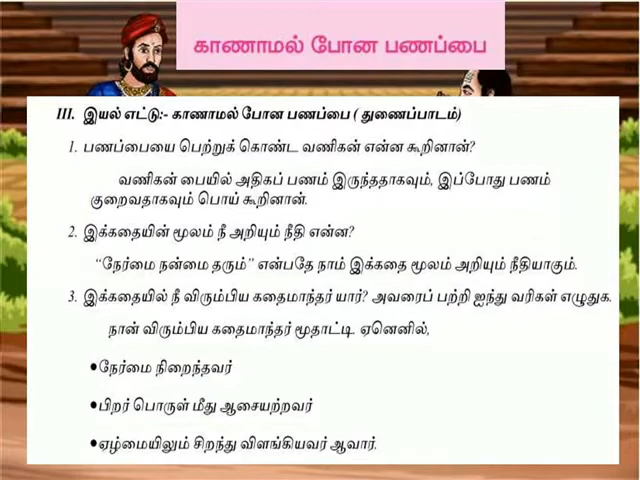 காணாமல் போன பணப்பை
III. இயல் எட்டு:- காணாமல் போன பணப்பை ( துணைப்பாடம்)
1. பணப்பையை பெற்றுக் கொண்ட வணிகன் என்ன கூறினான்?
வணிகன் பையில் அதிகப் பணம் இருந்ததாகவும், இப்போது பணம்
குறைவதாகவும் பொய் கூறினான்.
2. இக்கதையின் மூலம் நீ அறியும் நீதி என்ன?
“நேர்மை நன்மை தரும்” என்பதே நாம் இக்கதை மூலம் அறியும் நீதியாகும்.
3. இக்கதையில் நீ விரும்பிய கதைமாந்தர் யார்? அவரைப் பற்றி ஐந்து வரிகள் எழுதுக.
நான் விரும்பிய கதைமாந்தர் மூதாட்டி ஏனெனில்,
•நேர்மை நிறைந்தவர்
•பிறர் பொருள் மீது ஆசையற்றவர்
•ஏழ்மையிலும் சிறந்து விளங்கியவர் ஆவார்.